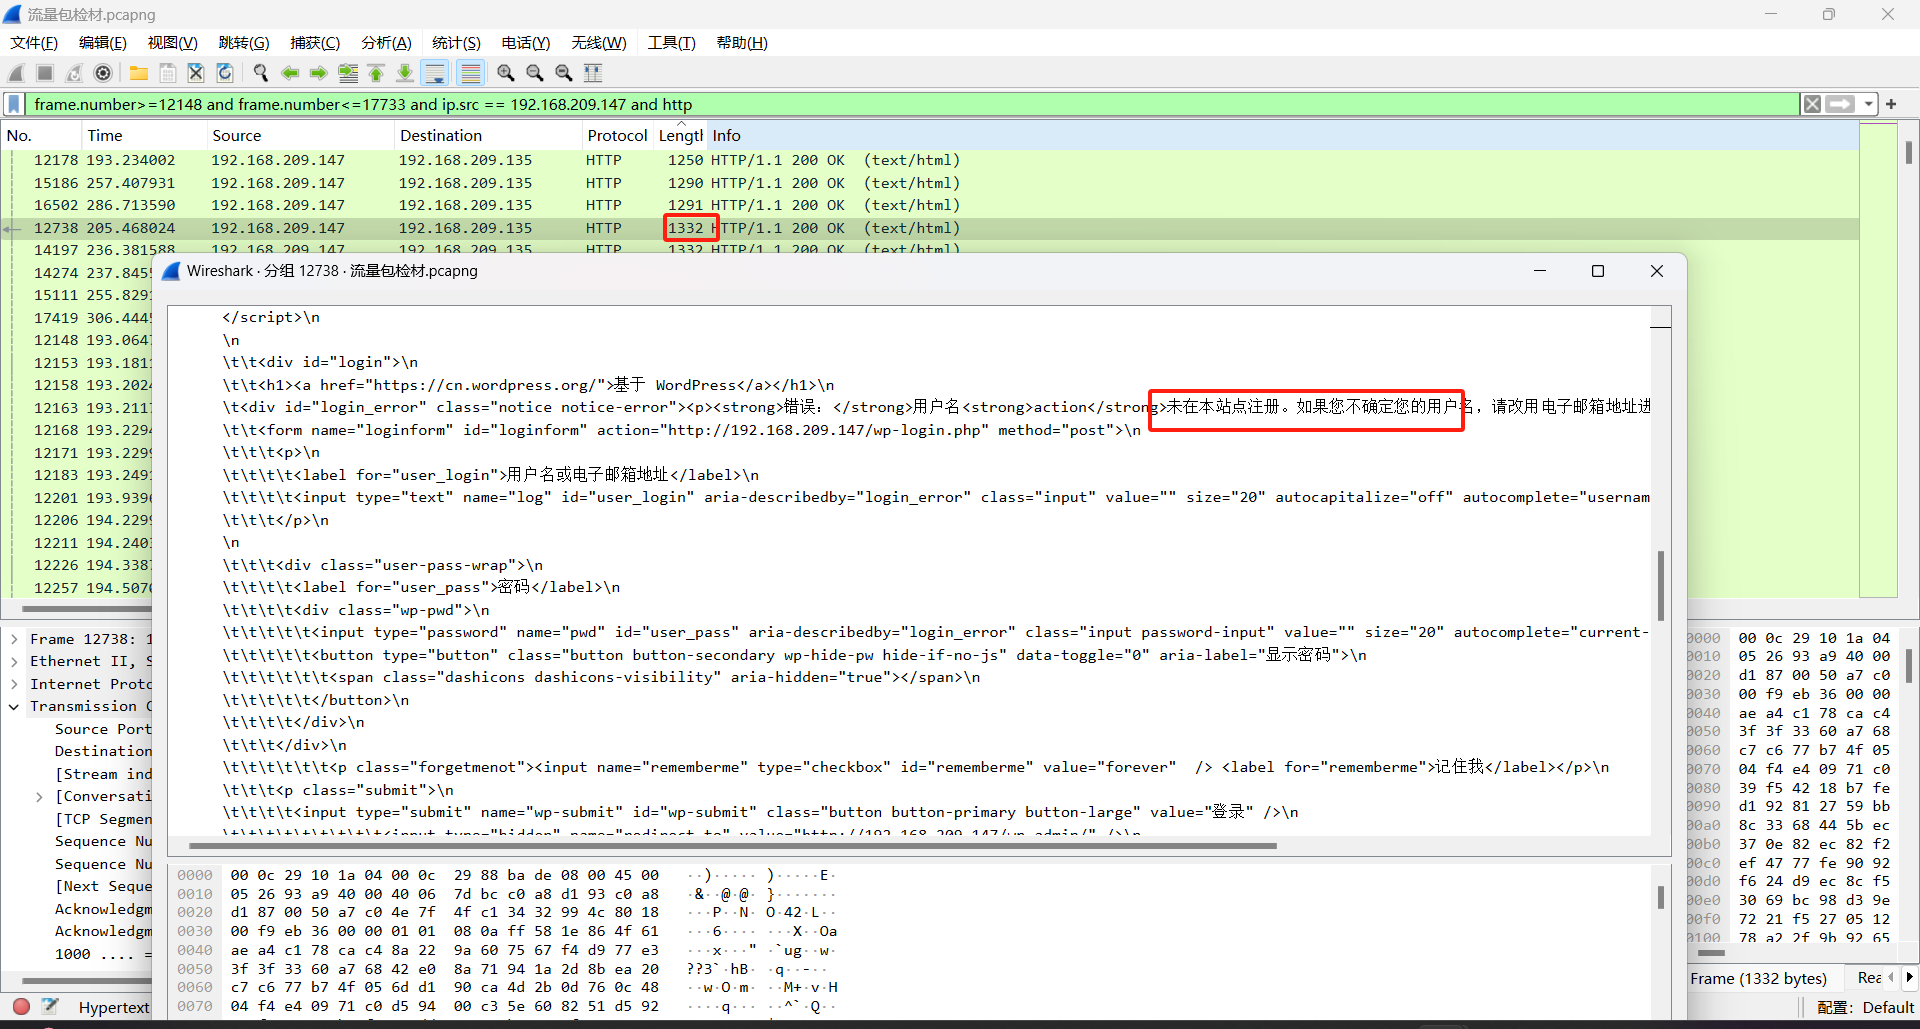 流量包检材.pcapng
文件(F) 编辑(E) 视图(V) 跳转(G) 捕获(C) 分析(A) 统计(S) 电话(Y) 无线(W) 工具(T) 帮助(H)
frame.number>=12148 and frame.number<=17733 and ip.src == 192.168.209.147 and http
No. Time Source Destination Protocol Lengtl Info
12178 193.234002 192.168.209.147 192.168.209.135 HTTP 1250 HTTP/1.1 200 OK (text/html)
15186 257.407931 192.168.209.147 192.168.209.135 HTTP 1290 HTTP/1.1 200 OK (text/html)
16502 286.713590 192.168.209.147 192.168.209.135 HTTP 1291 HTTP/1.1 200 OK (text/html)
12738 205.468024 192.168.209.147 192.168.209.135 HTTP 1332 HTTP/1.1 200 OK (text/html)
14197 236.381588 192.168.209.147 192.168.209.135 HTTP 1332 HTTP/1.1 200 OK (text/html)
14274 237.845
15111 255.829
17419 306.444
12148 193.064
12153 193.181
12158 193.202
12163 193.211
12168 193.229
12171 193.229
12183 193.249
12201 193.939
12206 194.229
12211 194.240
12226 194.338
12257 194.507
Wireshark · 分组 12738 · 流量包检材.pcapng
</script>\n
\n
\t\t<div id="login">\n
\t\t<h1><a href="https://cn.wordpress.org/">基于 WordPress</a></h1>\n
\t<div id="login_error" class="notice notice-error"><p><strong>错误：</strong>用户名<strong>action</strong>未在本站点注册。如果您不确定您的用户名，请改用电子邮箱地址进
\t\t<form name="loginform" id="loginform" action="http://192.168.209.147/wp-login.php" method="post">\n
\t\t\t<p>\n
\t\t\t\t<label for="user_login">用户名或电子邮箱地址</label>\n
\t\t\t\t<input type="text" name="log" id="user_login" aria-describedby="login_error" class="input" value="" size="20" autocapitalize="off" autocomplete="usernam
\t\t\t</p>\n
\n
\t\t\t<div class="user-pass-wrap">\n
\t\t\t\t<label for="user_pass">密码</label>\n
\t\t\t\t<div class="wp-pwd">\n
\t\t\t\t\t<input type="password" name="pwd" id="user_pass" aria-describedby="login_error" class="input password-input" value="" size="20" autocomplete="current-
\t\t\t\t\t<button type="button" class="button button-secondary wp-hide-pw hide-if-no-js" data-toggle="0" aria-label="显示密码">\n
\t\t\t\t\t\t<span class="dashicons dashicons-visibility" aria-hidden="true"></span>\n
\t\t\t\t\t</button>\n
\t\t\t\t</div>\n
\t\t\t</div>\n
\t\t\t\t\t\t<p class="forgetmenot"><input name="rememberme" type="checkbox" id="rememberme" value="forever"  /> <label for="rememberme">记住我</label></p>\n
\t\t\t<p class="submit">\n
\t\t\t\t<input type="submit" name="wp-submit" id="wp-submit" class="button button-primary button-large" value="登录" />\n
\t\t\t\t\t\t\t\t\t<input type="hidden" name="redirect_to" value="http://192.168.209.147/wp-admin/" />\n
Frame 12738: 1
Ethernet II, S
Internet Proto
Transmission C
Source Port
Destination
[Stream ind
[Conversati
[TCP Segmen
Sequence Nu
Sequence Nu
[Next Seque
Acknowledgm
Acknowledgm
1000 .... =
0000 00 0c 29 10 1a 04 00 0c 29 88 ba de 08 00 45 00 ··)····· )·····E·
0010 05 26 93 a9 40 00 40 06 7d bc c0 a8 d1 93 c0 a8 ·&··@·@· }·······
0020 d1 87 00 50 a7 c0 4e 7f 4f c1 34 32 99 4c 80 18 ···P··N· O·42·L··
0030 00 f9 eb 36 00 00 01 01 08 0a ff 58 1e 86 4f 61 ···6···· ···X··Oa
0040 ae a4 c1 78 ca c4 8a 22 9a 60 75 67 f4 d9 77 e3 ···x···" ·`ug··w·
0050 3f 3f 33 60 a7 68 42 e0 8a 71 94 1a 2d 8b ea 20 ??3`·hB· ·q··-··
0060 c7 c6 77 b7 4f 05 6d d1 90 ca 4d 2b 0d 76 0c 48 ··w·O·m· ··M+·v·H
0070 04 f4 e4 09 71 c0 d5 94 00 c3 5e 60 82 51 d5 92 ····q··· ··^`·Q··
0000 00 0c 29 10 1a 04
0010 05 26 93 a9 40 00
0020 d1 87 00 50 a7 c0
0030 00 f9 eb 36 00 00
0040 ae a4 c1 78 ca c4
0050 3f 3f 33 60 a7 68
0060 c7 c6 77 b7 4f 05
0070 04 f4 e4 09 71 c0
0080 39 f5 42 18 b7 fe
0090 d1 92 81 27 59 bb
00a0 8c 33 68 44 5b ec
00b0 37 0e 82 ec 82 f2
00c0 ef 47 77 fe 90 92
00d0 f6 24 d9 ec 8c f5
00e0 30 69 bc 98 d3 9e
00f0 72 21 f5 27 05 12
0100 78 a2 2f 9b 92 65
Frame (1332 bytes) Rea
Hypertext
配置： Default